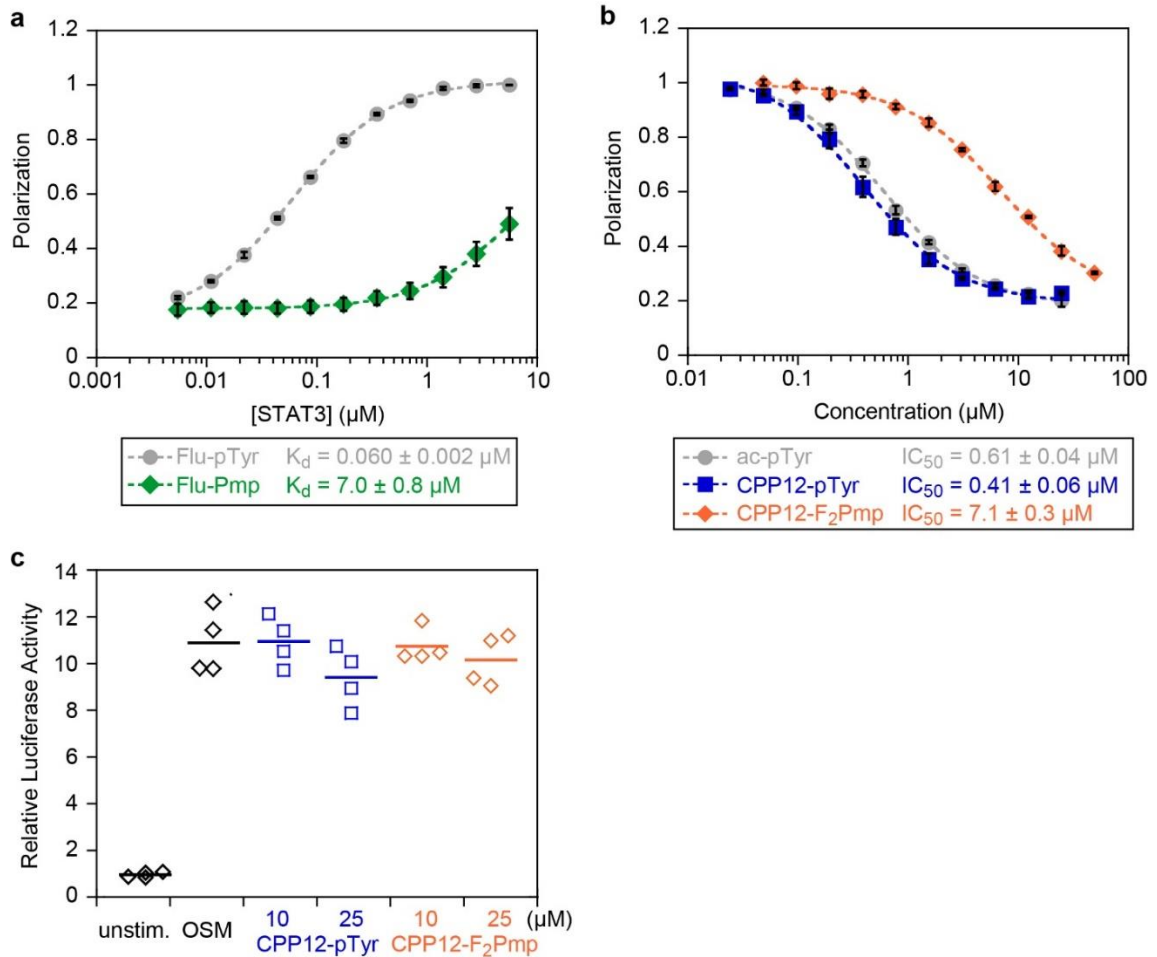 a
1.2
1
0.8
0.6
0.4
0.2
0
Polarization
0.001
0.01
0.1
1
10
[STAT3] (µM)
Flu-pTyr K_d = 0.060 ± 0.002 µM
Flu-Pmp K_d = 7.0 ± 0.8 µM
b
1.2
1
0.8
0.6
0.4
0.2
0
Polarization
0.01
0.1
1
10
100
Concentration (µM)
ac-pTyr IC₅₀ = 0.61 ± 0.04 µM
CPP12-pTyr IC₅₀ = 0.41 ± 0.06 µM
CPP12-F₂Pmp IC₅₀ = 7.1 ± 0.3 µM
c
14
12
10
8
6
4
2
0
Relative Luciferase Activity
unstim.
OSM
10
25
CPP12-pTyr
10
25
CPP12-F₂Pmp
(µM)